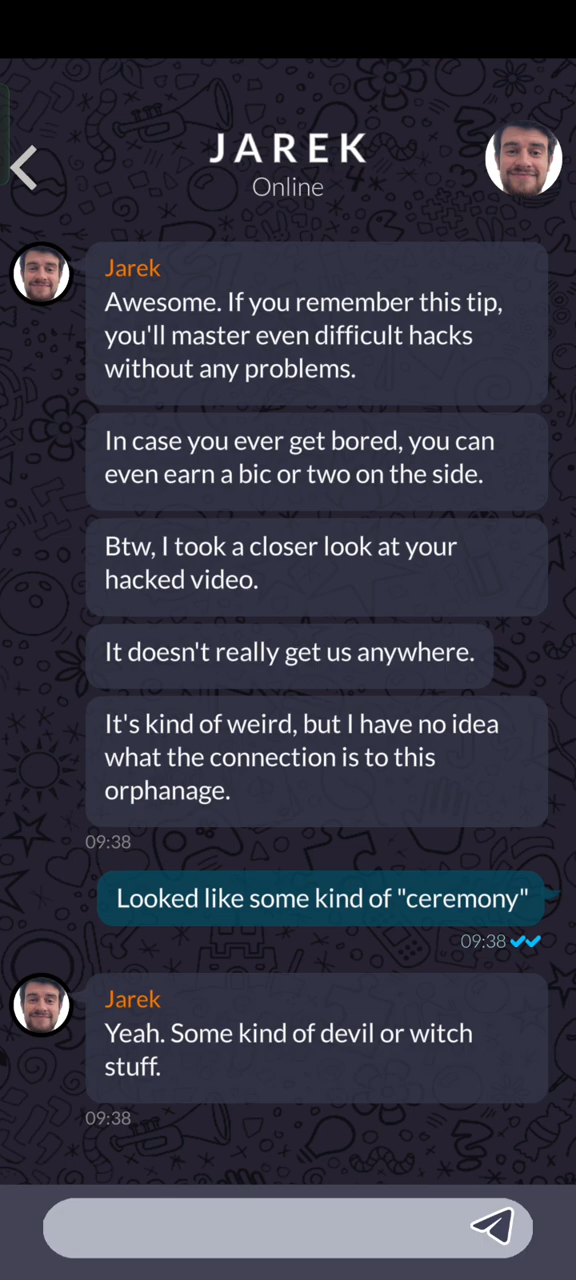 JAREK
Online
Jarek
Awesome. If you remember this tip,
you'll master even difficult hacks
without any problems.
In case you ever get bored, you can
even earn a bic or two on the side.
Btw, I took a closer look at your
hacked video.
It doesn't really get us anywhere.
It's kind of weird, but I have no idea
what the connection is to this
orphanage.
09:38
Looked like some kind of "ceremony"
09:38
Jarek
Yeah. Some kind of devil or witch
stuff.
09:38